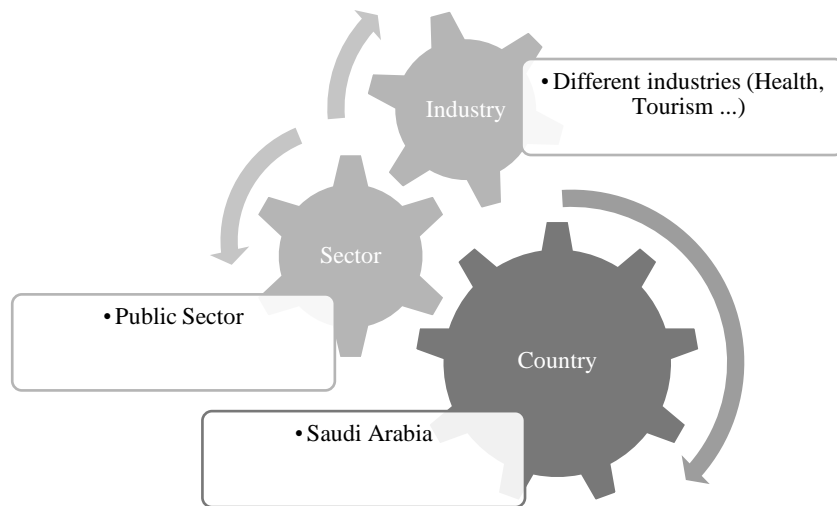 Industry
• Different industries (Health,
Tourism ...)
Sector
• Public Sector
Country
• Saudi Arabia